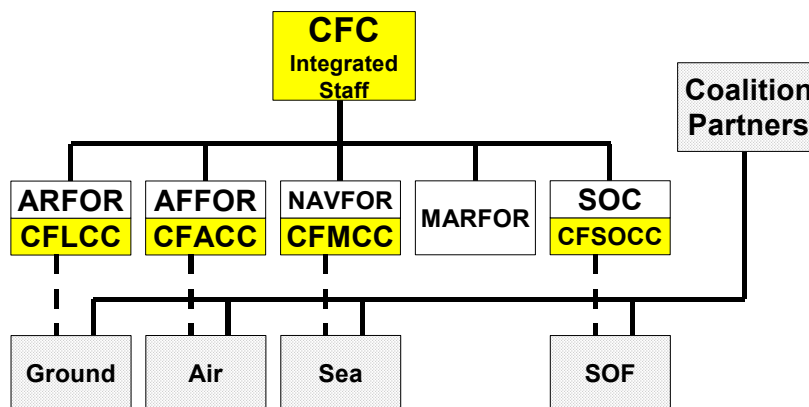 CFC
Integrated
Staff
Coalition
Partners
ARFOR
CFLCC
AFFOR
CFACC
NAVFOR
CFMCC
MARFOR
SOC
CFSOCC
Ground
Air
Sea
SOF